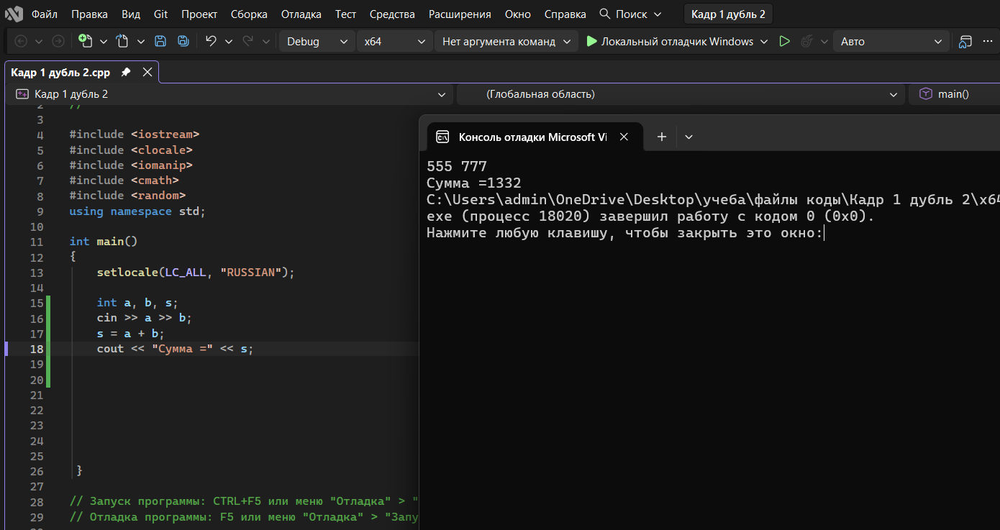 Файл Правка Вид Git Проект Сборка Отладка Тест Средства Расширения Окно Справка Поиск Кадр 1 дубль 2
Debug x64 Нет аргумента команд Локальный отладчик Windows Авто
Кадр 1 дубль 2.cpp
Кадр 1 дубль 2 (Глобальная область) main()
2 //
3
4 #include <iostream>
5 #include <clocale>
6 #include <iomanip>
7 #include <cmath>
8 #include <random>
9 using namespace std;
10
11 int main()
12 {
13 setlocale(LC_ALL, "RUSSIAN");
14
15 int a, b, s;
16 cin >> a >> b;
17 s = a + b;
18 cout << "Сумма =" << s;
19
20
21
22
23
24
25
26 }
27
28 // Запуск программы: CTRL+F5 или меню "Отладка" > "
29 // Отладка программы: F5 или меню "Отладка" > "Запу
Консоль отладки Microsoft Vi
555 777
Сумма =1332
C:\Users\admin\OneDrive\Desktop\учеба\файлы коды\Кадр 1 дубль 2\x64
exe (процесс 18020) завершил работу с кодом 0 (0x0).
Нажмите любую клавишу, чтобы закрыть это окно: